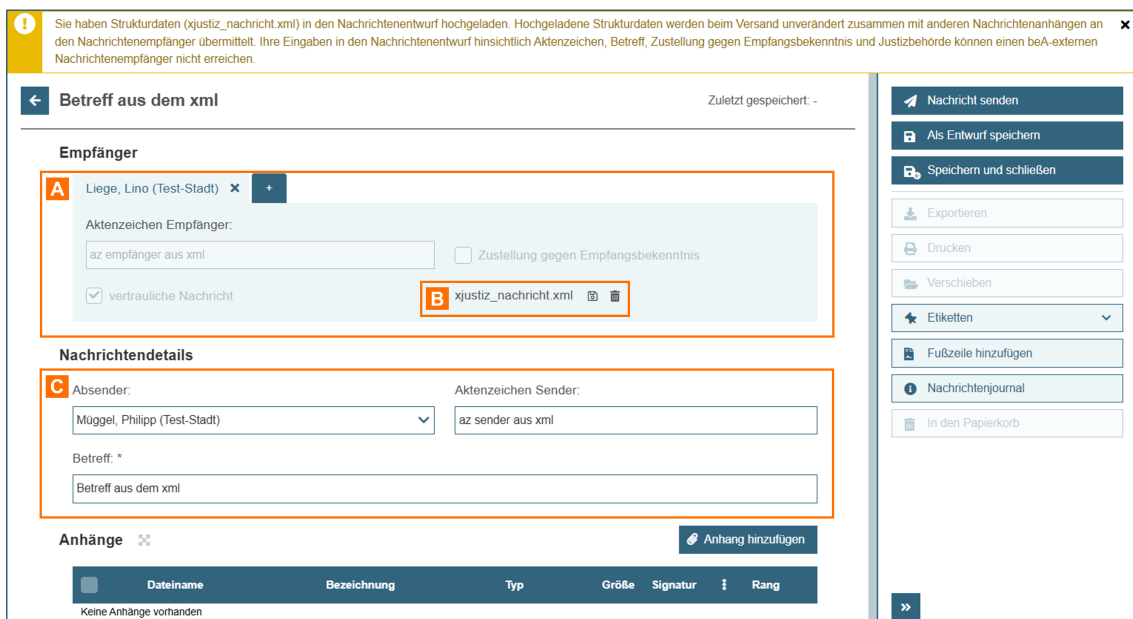 Sie haben Strukturdaten (xjustiz_nachricht.xml) in den Nachrichtenentwurf hochgeladen. Hochgeladene Strukturdaten werden beim Versand unverändert zusammen mit anderen Nachrichtenanhängen an
den Nachrichtenempfänger übermittelt. Ihre Eingaben in den Nachrichtenentwurf hinsichtlich Aktenzeichen, Betreff, Zustellung gegen Empfangsbekenntnis und Justizbehörde können einen beA-externen
Nachrichtenempfänger nicht erreichen.
Betreff aus dem xml
Zuletzt gespeichert: -
Empfänger
A
Liege, Lino (Test-Stadt)
+
Aktenzeichen Empfänger:
az empfänger aus xml
Zustellung gegen Empfangsbekenntnis
vertrauliche Nachricht
B
xjustiz_nachricht.xml
Nachrichtendetails
C
Absender:
Aktenzeichen Sender:
Müggel, Philipp (Test-Stadt)
az sender aus xml
Betreff: *
Betreff aus dem xml
Anhänge
Anhang hinzufügen
Dateiname Bezeichnung Typ Größe Signatur Rang
Keine Anhänge vorhanden
Nachricht senden
Als Entwurf speichern
Speichern und schließen
Exportieren
Drucken
Verschieben
Etiketten
Fußzeile hinzufügen
Nachrichtenjournal
In den Papierkorb